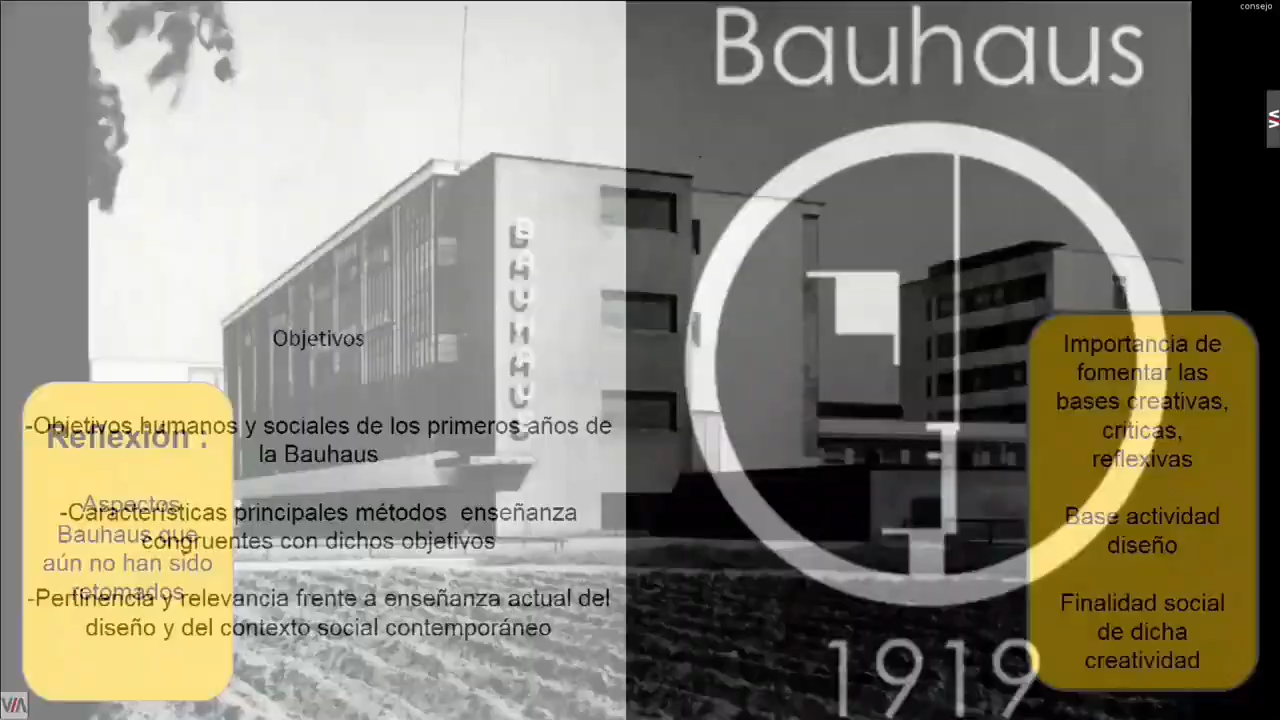 consejo
Bauhaus
BAUHAUS
Objetivos
-Objetivos humanos y sociales de los primeros años de
la Bauhaus
-Características principales métodos  enseñanza
congruentes con dichos objetivos
-Pertinencia y relevancia frente a enseñanza actual del
diseño y del contexto social contemporáneo
Reflexión :
Aspectos
Bauhaus que
aún no han sido
retomados
Importancia de
fomentar las
bases creativas,
críticas,
reflexivas
Base actividad
diseño
Finalidad social
de dicha
creatividad
1919
VIA